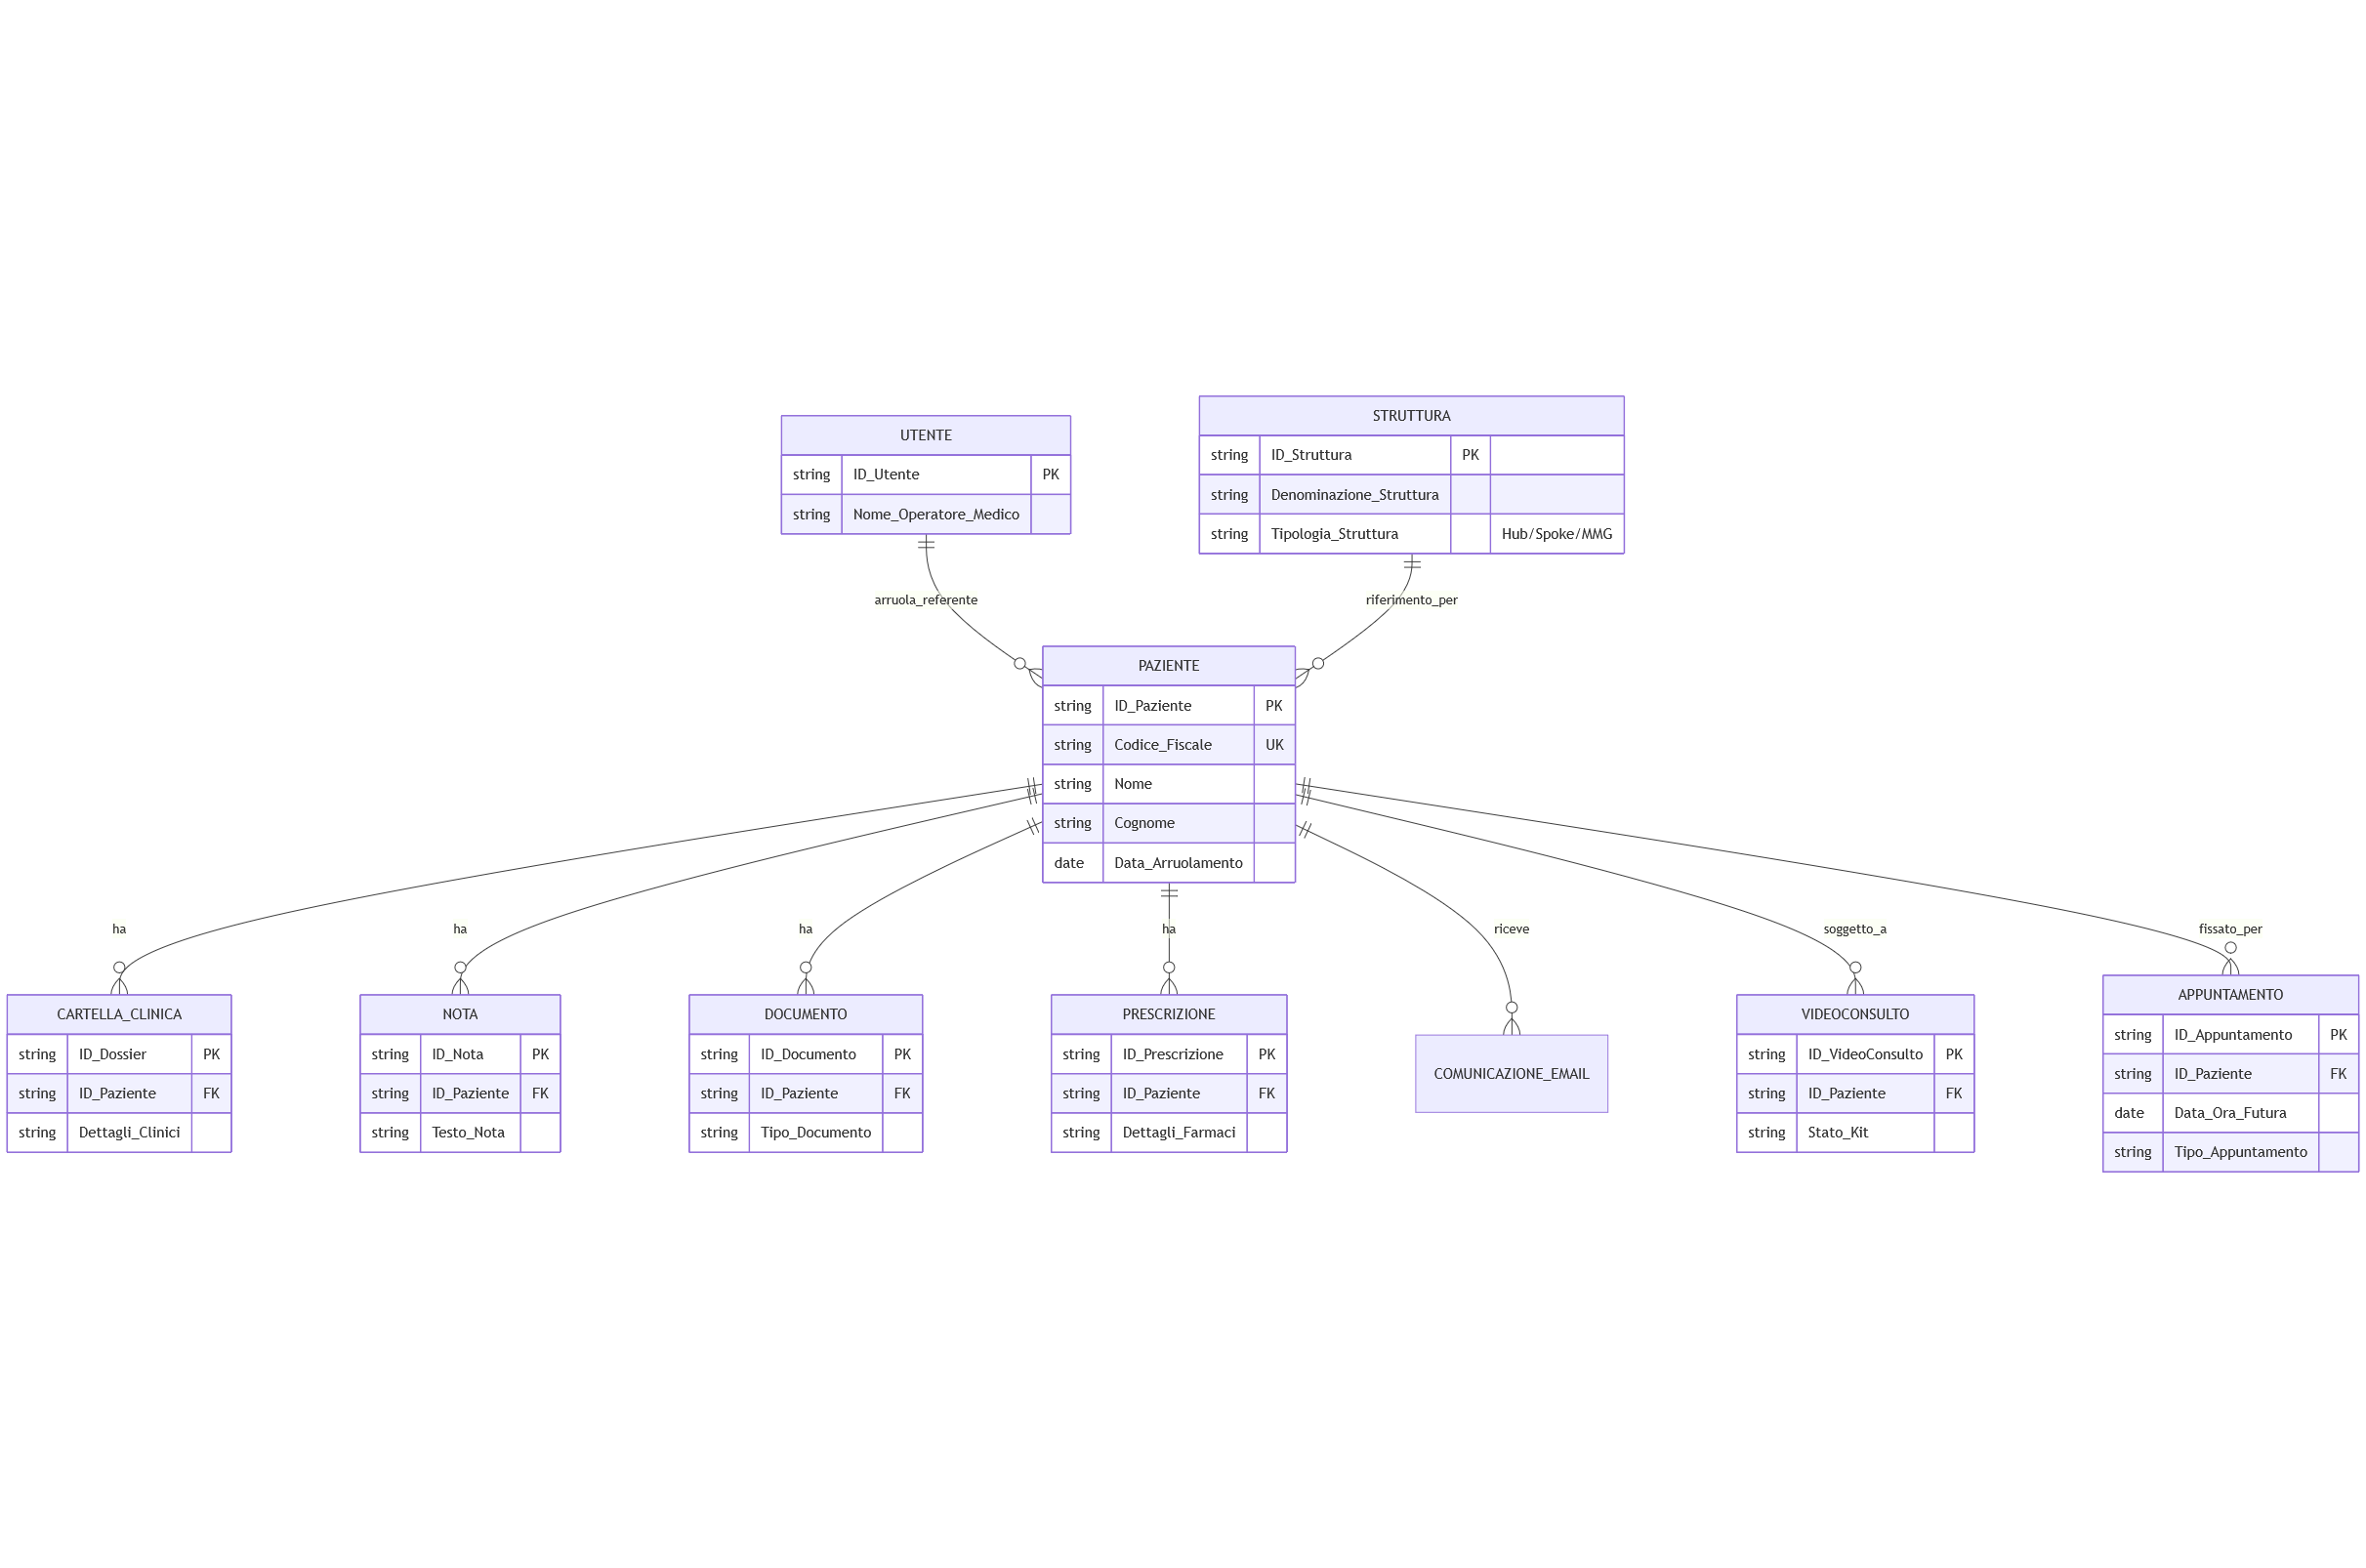 UTENTE
string ID_Utente PK
string Nome_Operatore_Medico
STRUTTURA
string ID_Struttura PK
string Denominazione_Struttura
string Tipologia_Struttura Hub/Spoke/MMG
arruola_referente
riferimento_per
PAZIENTE
string ID_Paziente PK
string Codice_Fiscale UK
string Nome
string Cognome
date Data_Arruolamento
ha
ha
ha
ha
riceve
soggetto_a
fissato_per
CARTELLA_CLINICA
string ID_Dossier PK
string ID_Paziente FK
string Dettagli_Clinici
NOTA
string ID_Nota PK
string ID_Paziente FK
string Testo_Nota
DOCUMENTO
string ID_Documento PK
string ID_Paziente FK
string Tipo_Documento
PRESCRIZIONE
string ID_Prescrizione PK
string ID_Paziente FK
string Dettagli_Farmaci
COMUNICAZIONE_EMAIL
VIDEOCONSULTO
string ID_VideoConsulto PK
string ID_Paziente FK
string Stato_Kit
APPUNTAMENTO
string ID_Appuntamento PK
string ID_Paziente FK
date Data_Ora_Futura
string Tipo_Appuntamento